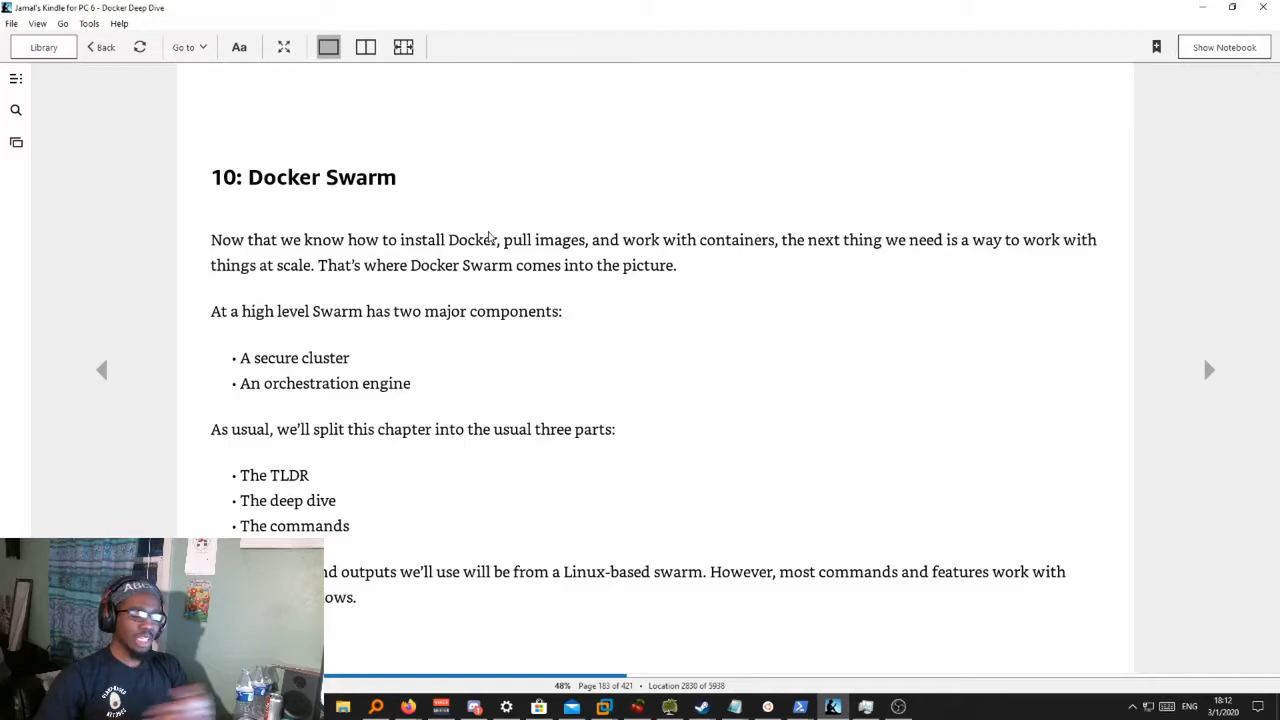 Jamal's Kindle for PC 6 - Docker Deep Dive
File View Go Tools Help
Library Back Go to Aa Show Notebook
10: Docker Swarm
Now that we know how to install Docker, pull images, and work with containers, the next thing we need is a way to work with
things at scale. That's where Docker Swarm comes into the picture.
At a high level Swarm has two major components:
• A secure cluster
• An orchestration engine
As usual, we'll split this chapter into the usual three parts:
• The TLDR
• The deep dive
• The commands
nd outputs we'll use will be from a Linux-based swarm. However, most commands and features work with
ows.
48% Page 183 of 421 Location 2830 of 5938
ABC
ENG
18:12
3/1/2020